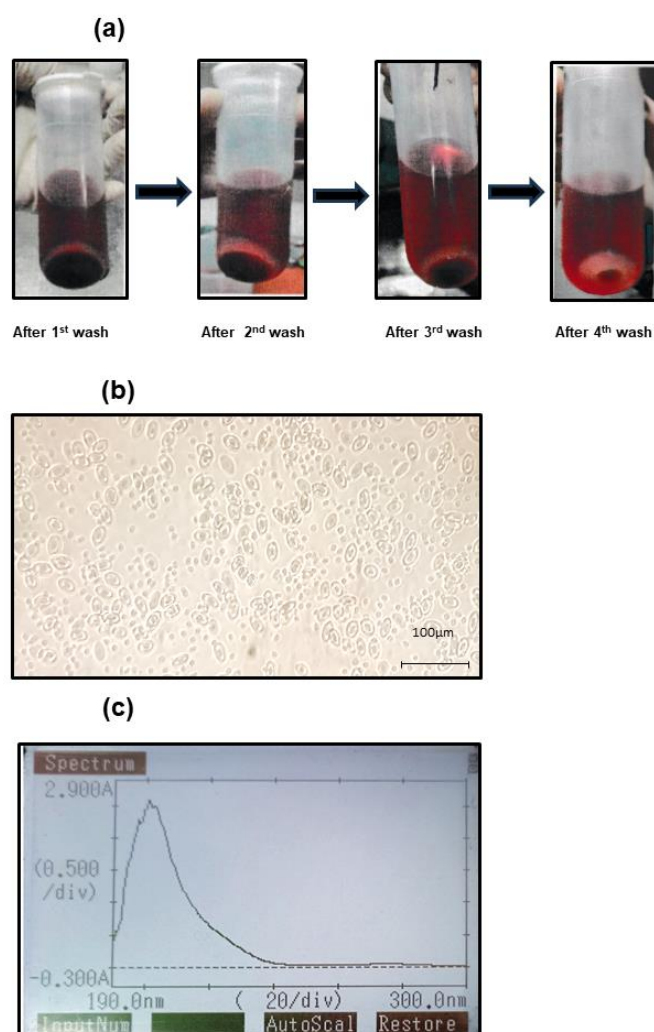 (a)
After 1st wash
After 2nd wash
After 3rd wash
After 4th wash
(b)
100µm
(c)
Spectrum
2.900A
(0.500
/div)
-0.300A
190.0nm ( 20/div) 300.0nm
InputNum AutoScal Restore